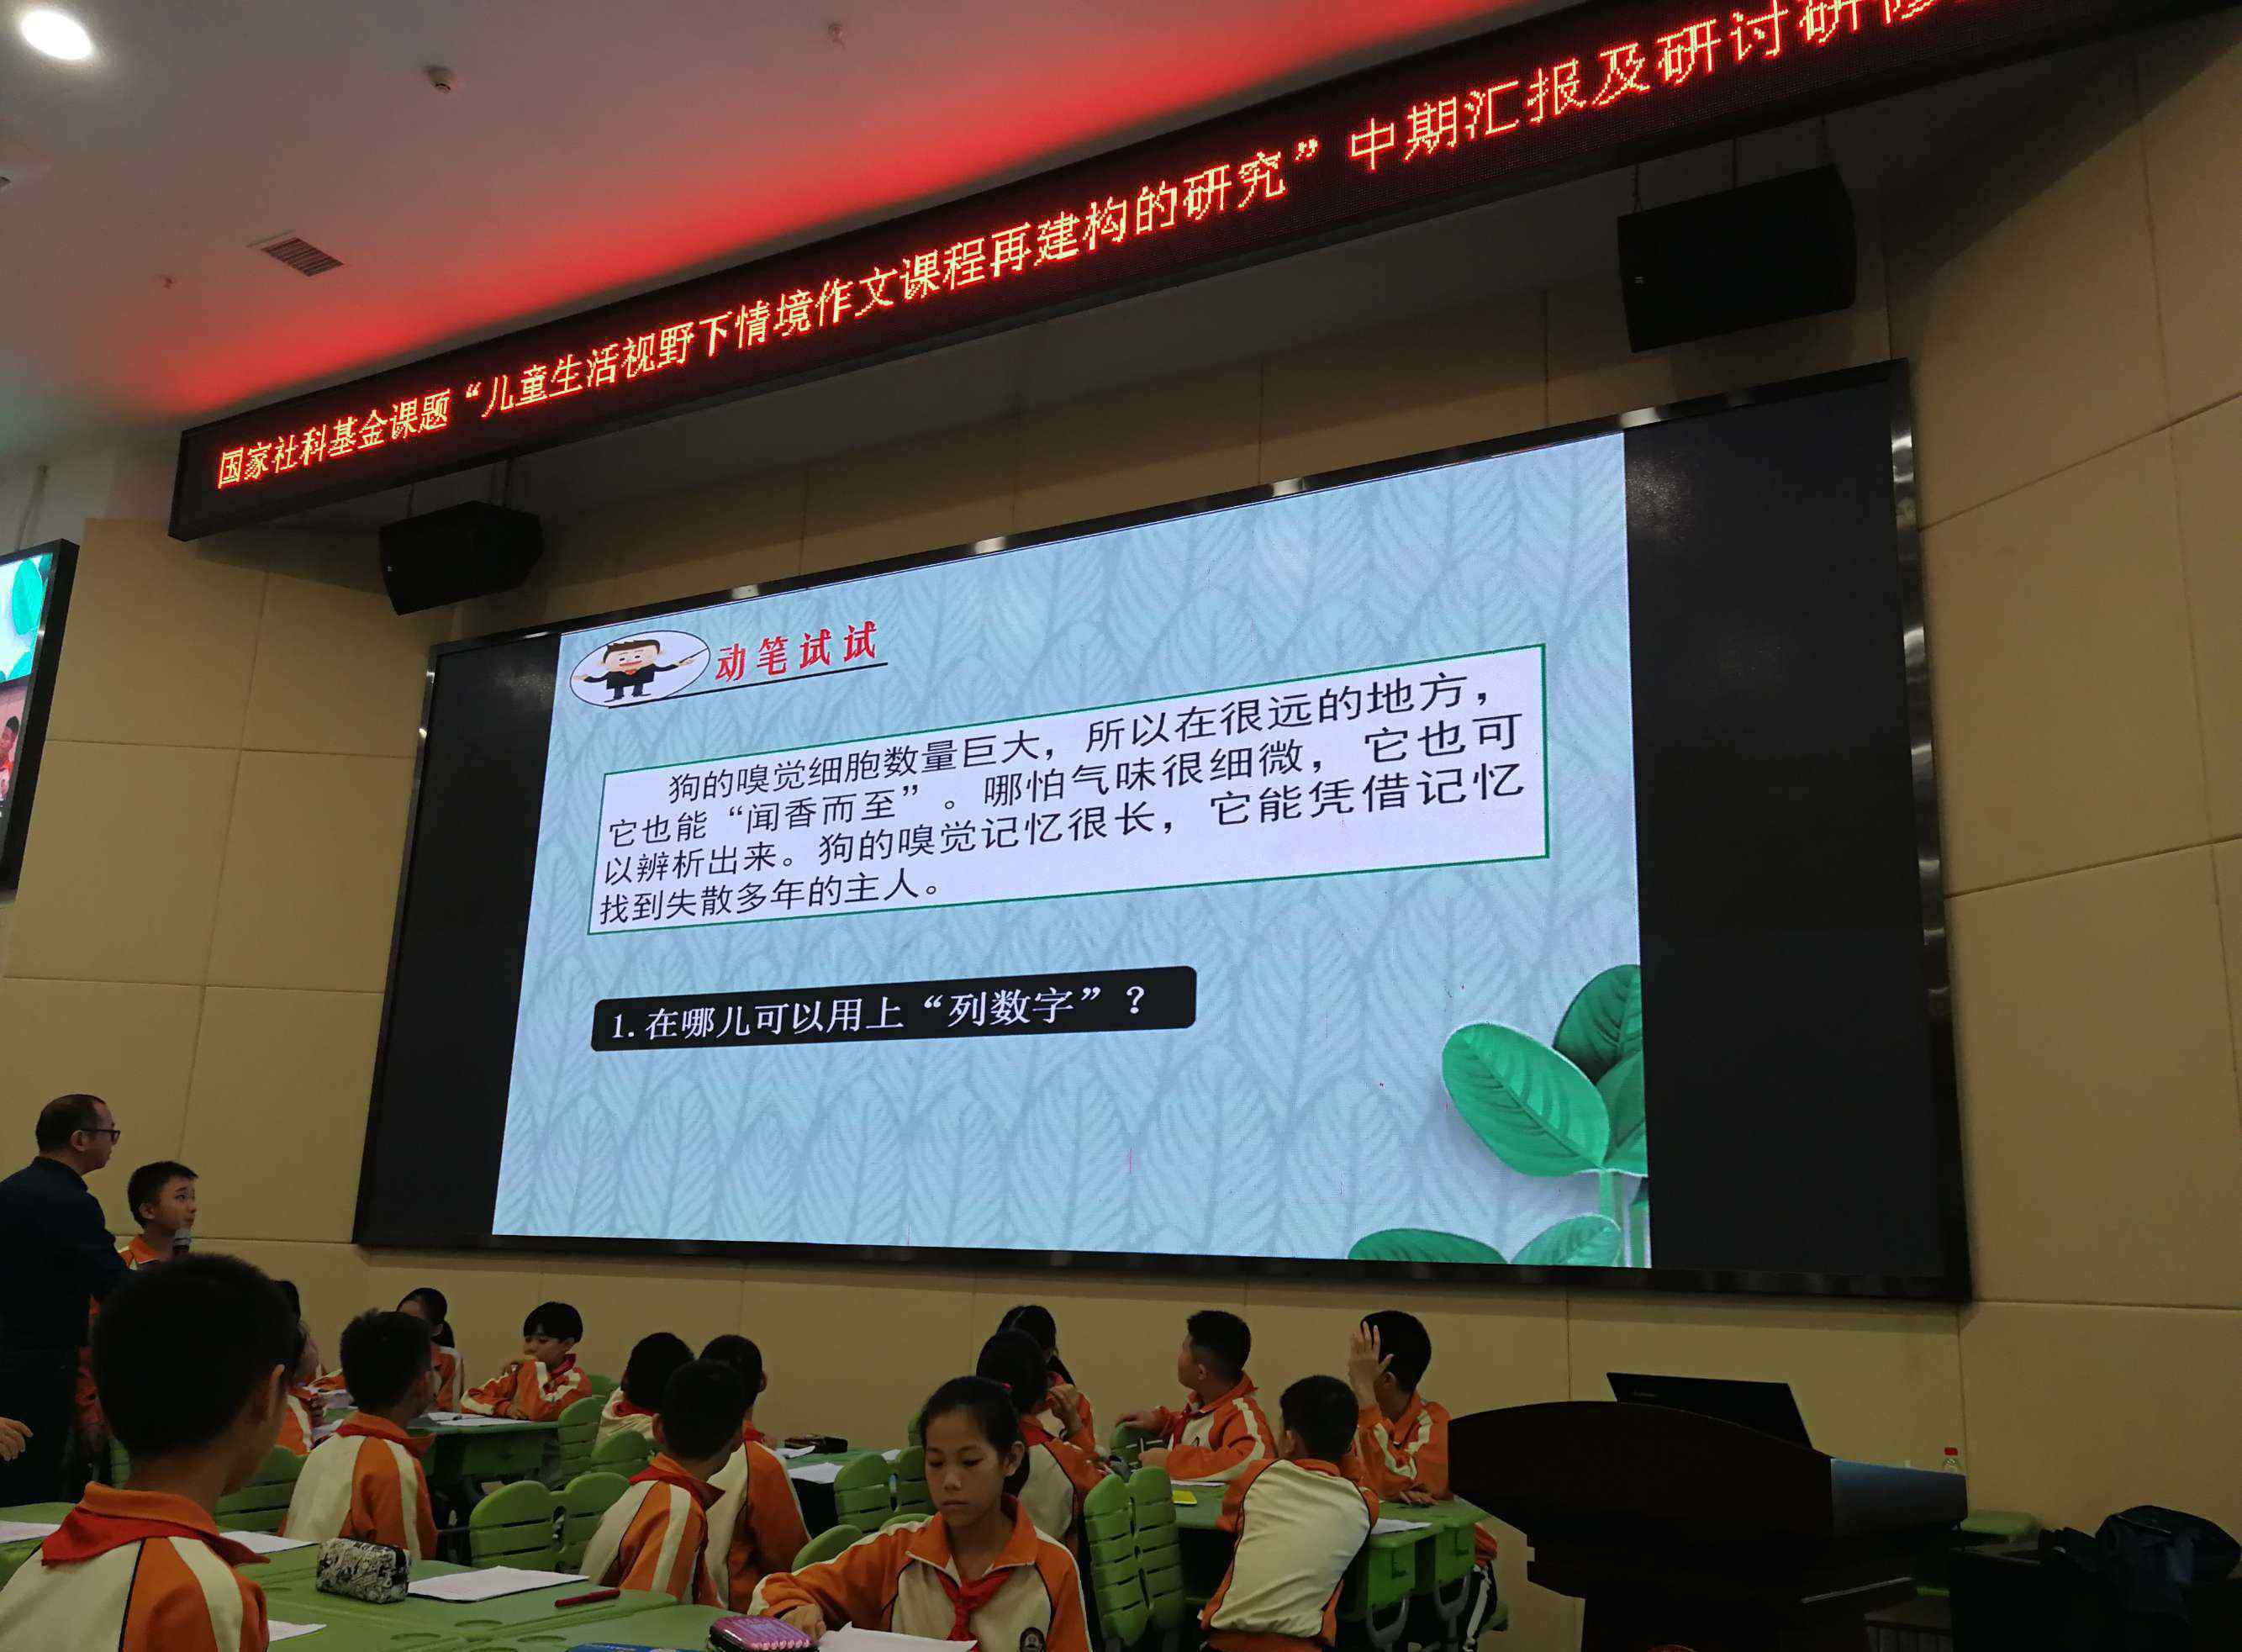 国家社科基金课题“儿童生活视野下情境作文课程再建构的研究”中期汇报及研讨研修
动笔试试
狗的嗅觉细胞数量巨大，所以在很远的地方，
它也能“闻香而至”。哪怕气味很细微，它也可
以辨析出来。狗的嗅觉记忆很长，它能凭借记忆
找到失散多年的主人。
1.在哪儿可以用上“列数字”？